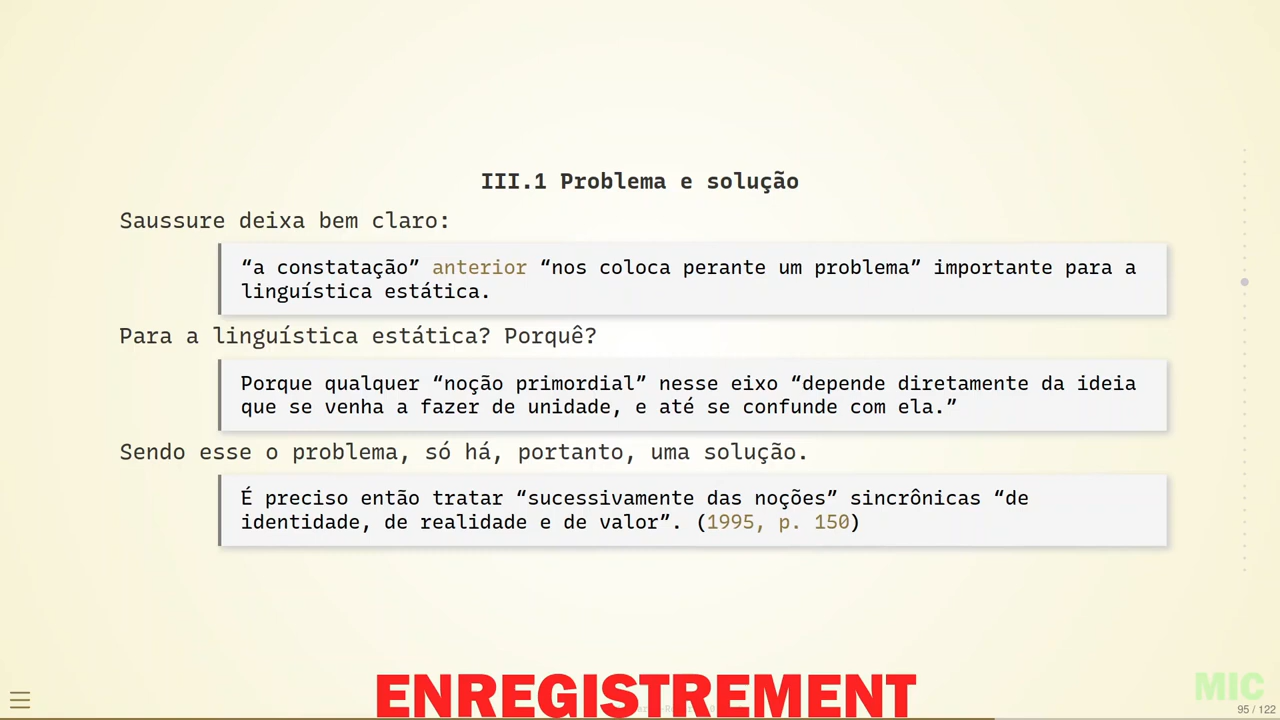 III.1 Problema e solução
Saussure deixa bem claro:
“a constatação” anterior “nos coloca perante um problema” importante para a
linguística estática.
Para a linguística estática? Porquê?
Porque qualquer “noção primordial” nesse eixo “depende diretamente da ideia
que se venha a fazer de unidade, e até se confunde com ela.”
Sendo esse o problema, só há, portanto, uma solução.
É preciso então tratar “sucessivamente das noções” sincrônicas “de
identidade, de realidade e de valor”. (1995, p. 150)
ENREGISTREMENT
MIC
95 / 122